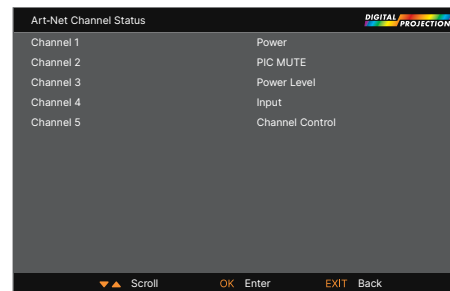 Art-Net Channel Status
DIGITAL PROJECTION
Channel 1 Power
Channel 2 PIC MUTE
Channel 3 Power Level
Channel 4 Input
Channel 5 Channel Control
▼▲ Scroll OK Enter EXIT Back